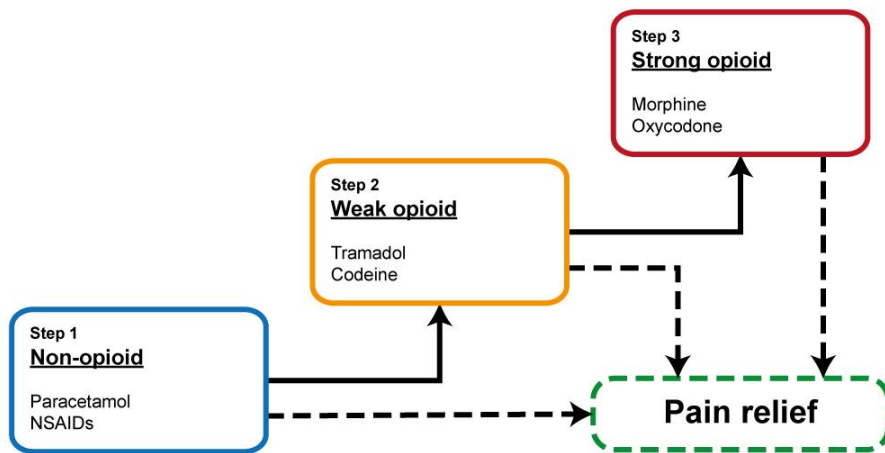 Step 3
Strong opioid
Morphine
Oxycodone
Step 2
Weak opioid
Tramadol
Codeine
Step 1
Non-opioid
Paracetamol
NSAIDs
Pain relief